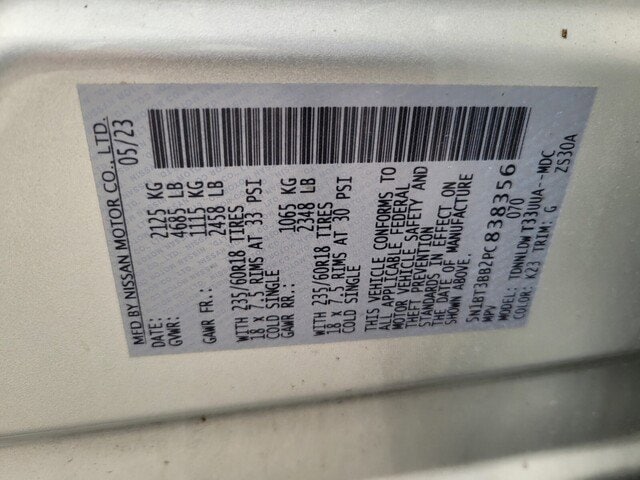 MFD BY NISSAN MOTOR CO., LTD.
05/23
2125 KG
GVWR: 4685 LB
1115 KG
GAWR FR.: 2458 LB
WITH 235/60R18 TIRES
18 X 7.5 RIMS AT 33 PSI
COLD SINGLE
1065 KG
GAWR RR.: 2348 LB
WITH 235/60R18 TIRES
18 X 7.5 RIMS AT 30 PSI
COLD SINGLE
THIS VEHICLE CONFORMS TO
ALL APPLICABLE FEDERAL
MOTOR VEHICLE SAFETY AND
THEFT PREVENTION
STANDARDS IN EFFECT ON
THE DATE OF MANUFACTURE
SHOWN ABOVE.
5N1BT3BB2PC838356
MPV 070
MODEL: TDNNLDW T33UUA--MDC
COLOR: K23 TRIM: G ZS30A